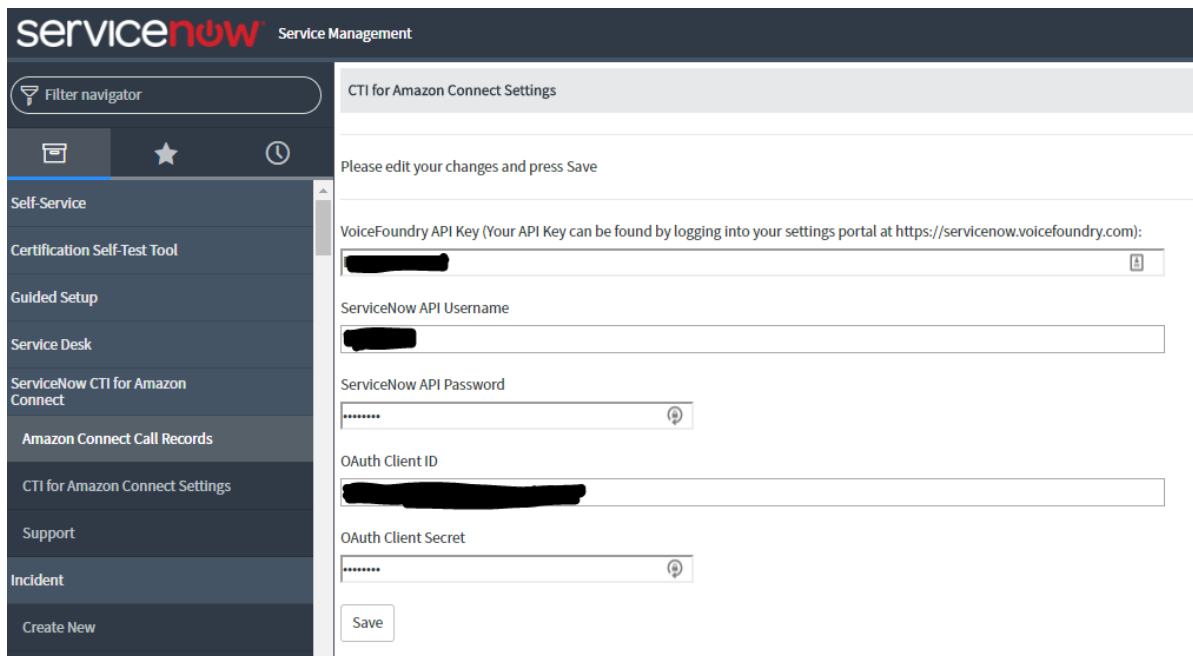 servicenow Service Management
Filter navigator
Self-Service
Certification Self-Test Tool
Guided Setup
Service Desk
ServiceNow CTI for Amazon
Connect
Amazon Connect Call Records
CTI for Amazon Connect Settings
Support
Incident
Create New
CTI for Amazon Connect Settings
Please edit your changes and press Save
VoiceFoundry API Key (Your API Key can be found by logging into your settings portal at https://servicenow.voicefoundry.com):
ServiceNow API Username
ServiceNow API Password
••••••••
OAuth Client ID
OAuth Client Secret
••••••••
Save